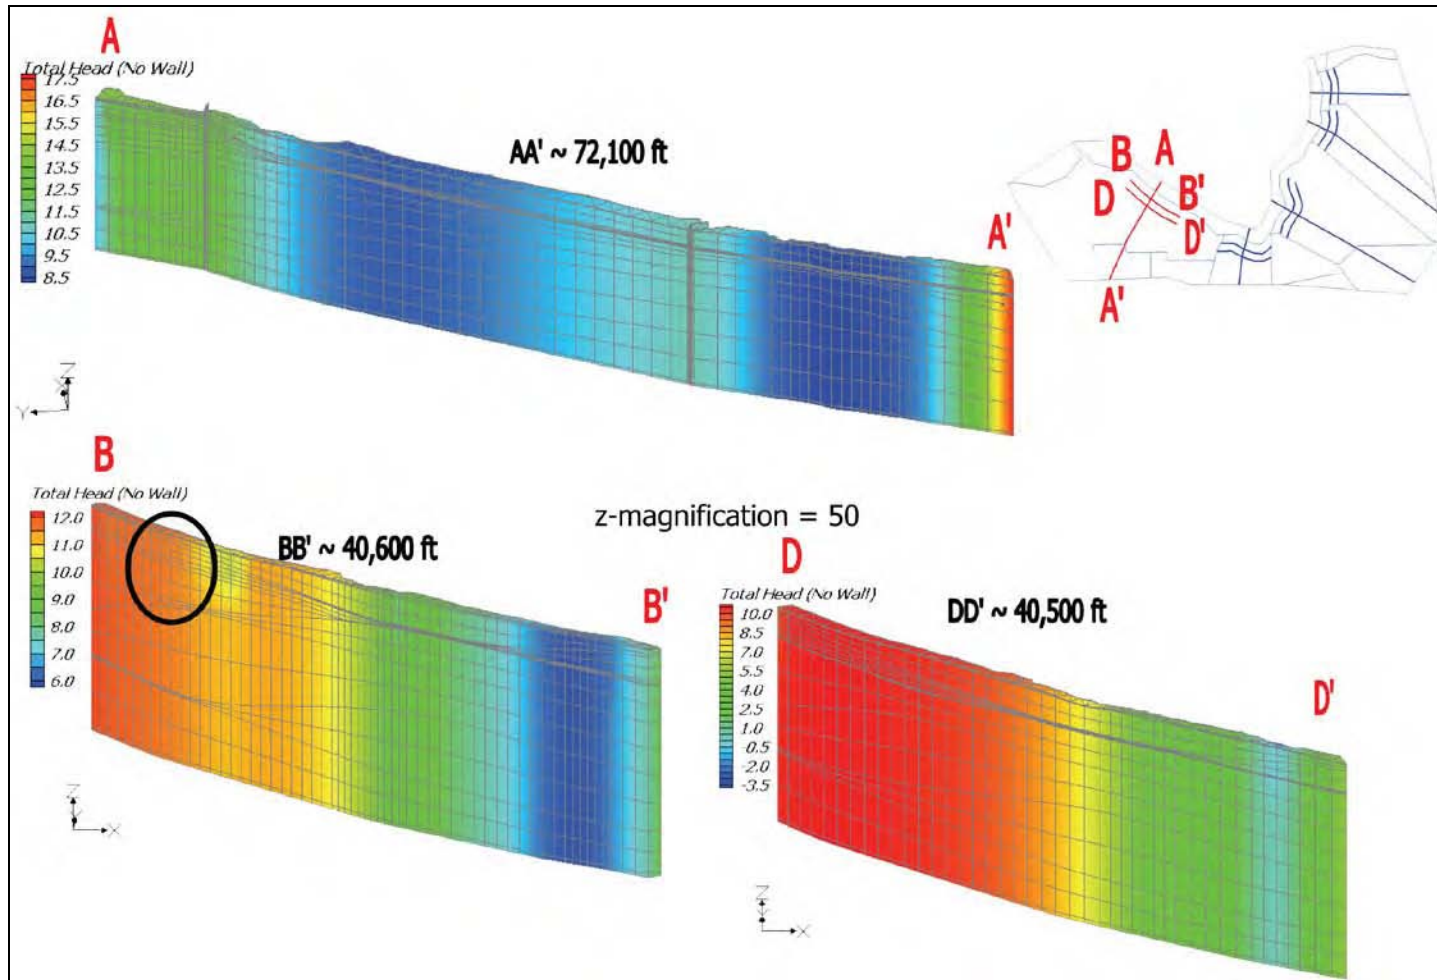 A
Total Head (No Wall)
17.5
16.5
15.5
14.5
13.5
12.5
11.5
10.5
9.5
8.5
AA' ~ 72,100 ft
A'
Z
X
Y
B
A
D
B'
D'
A'
B
Total Head (No Wall)
12.0
11.0
10.0
9.0
8.0
7.0
6.0
BB' ~ 40,600 ft
B'
Z
X
z-magnification = 50
D
Total Head (No Wall)
10.0
8.5
7.0
5.5
4.0
2.5
1.0
-0.5
-2.0
-3.5
DD' ~ 40,500 ft
D'
Z
X